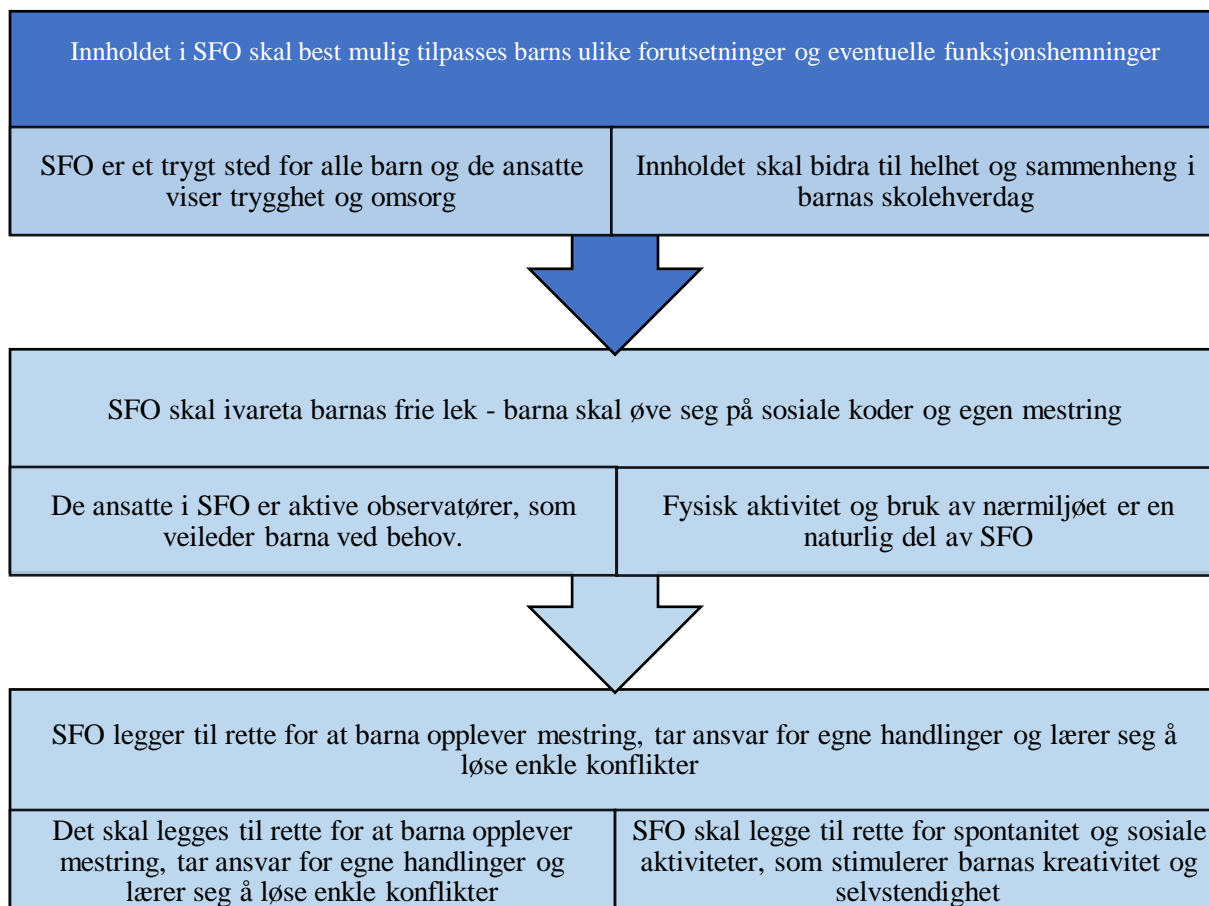 Innholdet i SFO skal best mulig tilpasses barns ulike forutsetninger og eventuelle funksjonshemninger
SFO er et trygt sted for alle barn og de ansatte
viser trygghet og omsorg
Innholdet skal bidra til helhet og sammenheng i
barnas skolehverdag
SFO skal ivareta barnas frie lek - barna skal øve seg på sosiale koder og egen mestring
De ansatte i SFO er aktive observatører, som
veileder barna ved behov.
Fysisk aktivitet og bruk av nærmiljøet er en
naturlig del av SFO
SFO legger til rette for at barna opplever mestring, tar ansvar for egne handlinger og lærer seg å
løse enkle konflikter
Det skal legges til rette for at barna opplever
mestring, tar ansvar for egne handlinger og
lærer seg å løse enkle konflikter
SFO skal legge til rette for spontanitet og sosiale
aktiviteter, som stimulerer barnas kreativitet og
selvstendighet